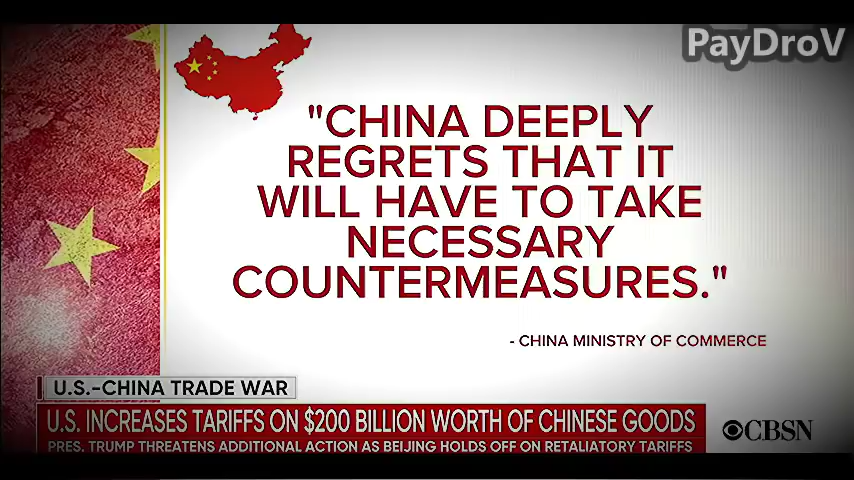 PayDroV
"CHINA DEEPLY
REGRETS THAT IT
WILL HAVE TO TAKE
NECESSARY
COUNTERMEASURES."
- CHINA MINISTRY OF COMMERCE
U.S.-CHINA TRADE WAR
U.S. INCREASES TARIFFS ON $200 BILLION WORTH OF CHINESE GOODS
PRES. TRUMP THREATENS ADDITIONAL ACTION AS BEIJING HOLDS OFF ON RETALIATORY TARIFFS
CBSN